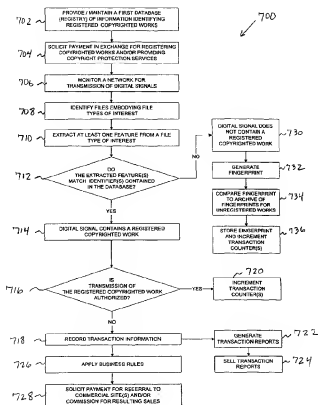 702
PROVIDE / MAINTAIN A FIRST DATABASE
(REGISTRY) OF INFORMATION IDENTIFYING
REGISTERED COPYRIGHTED WORKS
700
704
SOLICIT PAYMENT IN EXCHANGE FOR REGISTERING
COPYRIGHTED WORKS AND/OR PROVIDING
COPYRIGHT PROTECTION SERVICES
706
MONITOR A NETWORK FOR
TRANSMISSION OF DIGITAL SIGNALS
708
IDENTIFY FILES EMBODYING FILE
TYPES OF INTEREST
710
EXTRACT AT LEAST ONE FEATURE FROM A FILE
TYPE OF INTEREST
712
DO
THE EXTRACTED FEATURE(S)
MATCH IDENTIFIER(S) CONTAINED
IN THE DATABASE?
NO
YES
DIGITAL SIGNAL DOES
NOT CONTAIN A
REGISTERED
COPYRIGHTED WORK
730
GENERATE
FINGERPRINT
732
COMPARE FINGERPRINT
TO ARCHIVE OF
FINGERPRINTS FOR
UNREGISTERED WORKS
734
STORE FINGERPRINT
AND INCREMENT
TRANSACTION
COUNTER(S)
736
714
DIGITAL SIGNAL CONTAINS A REGISTERED
COPYRIGHTED WORK
716
IS
TRANSMISSION OF
THE REGISTERED COPYRIGHTED WORK
AUTHORIZED?
YES
NO
720
INCREMENT
TRANSACTION
COUNTER(S)
718
RECORD TRANSACTION INFORMATION
GENERATE
TRANSACTION REPORTS
722
SELL TRANSACTION
REPORTS
724
726
APPLY BUSINESS RULES
728
SOLICIT PAYMENT FOR REFERRAL TO
COMMERCIAL SITE(S) AND/OR
COMMISSION FOR RESULTING SALES